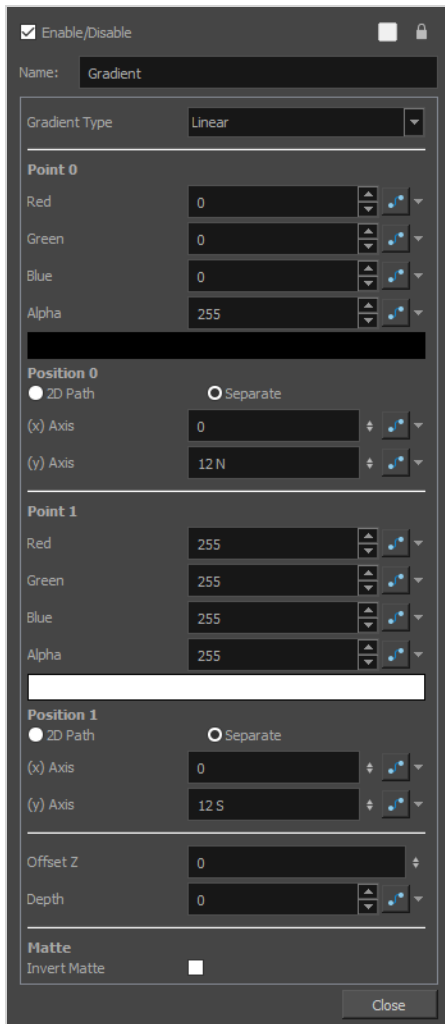 Enable/Disable
Name: Gradient
Gradient Type Linear
Point 0
Red 0
Green 0
Blue 0
Alpha 255
Position 0
2D Path Separate
(x) Axis 0
(y) Axis 12 N
Point 1
Red 255
Green 255
Blue 255
Alpha 255
Position 1
2D Path Separate
(x) Axis 0
(y) Axis 12 S
Offset Z 0
Depth 0
Matte
Invert Matte
Close